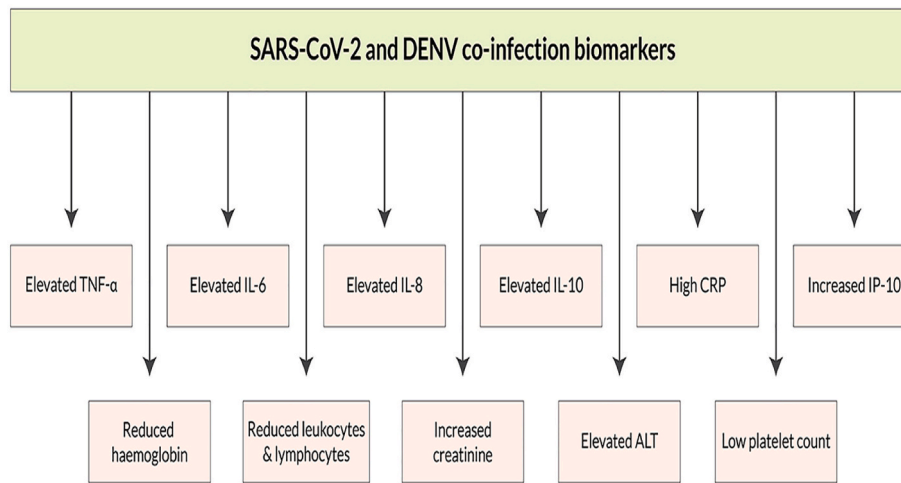 SARS-CoV-2 and DENV co-infection biomarkers
Elevated TNF-α
Elevated IL-6
Elevated IL-8
Elevated IL-10
High CRP
Increased IP-10
Reduced
haemoglobin
Reduced leukocytes
& lymphocytes
Increased
creatinine
Elevated ALT
Low platelet count